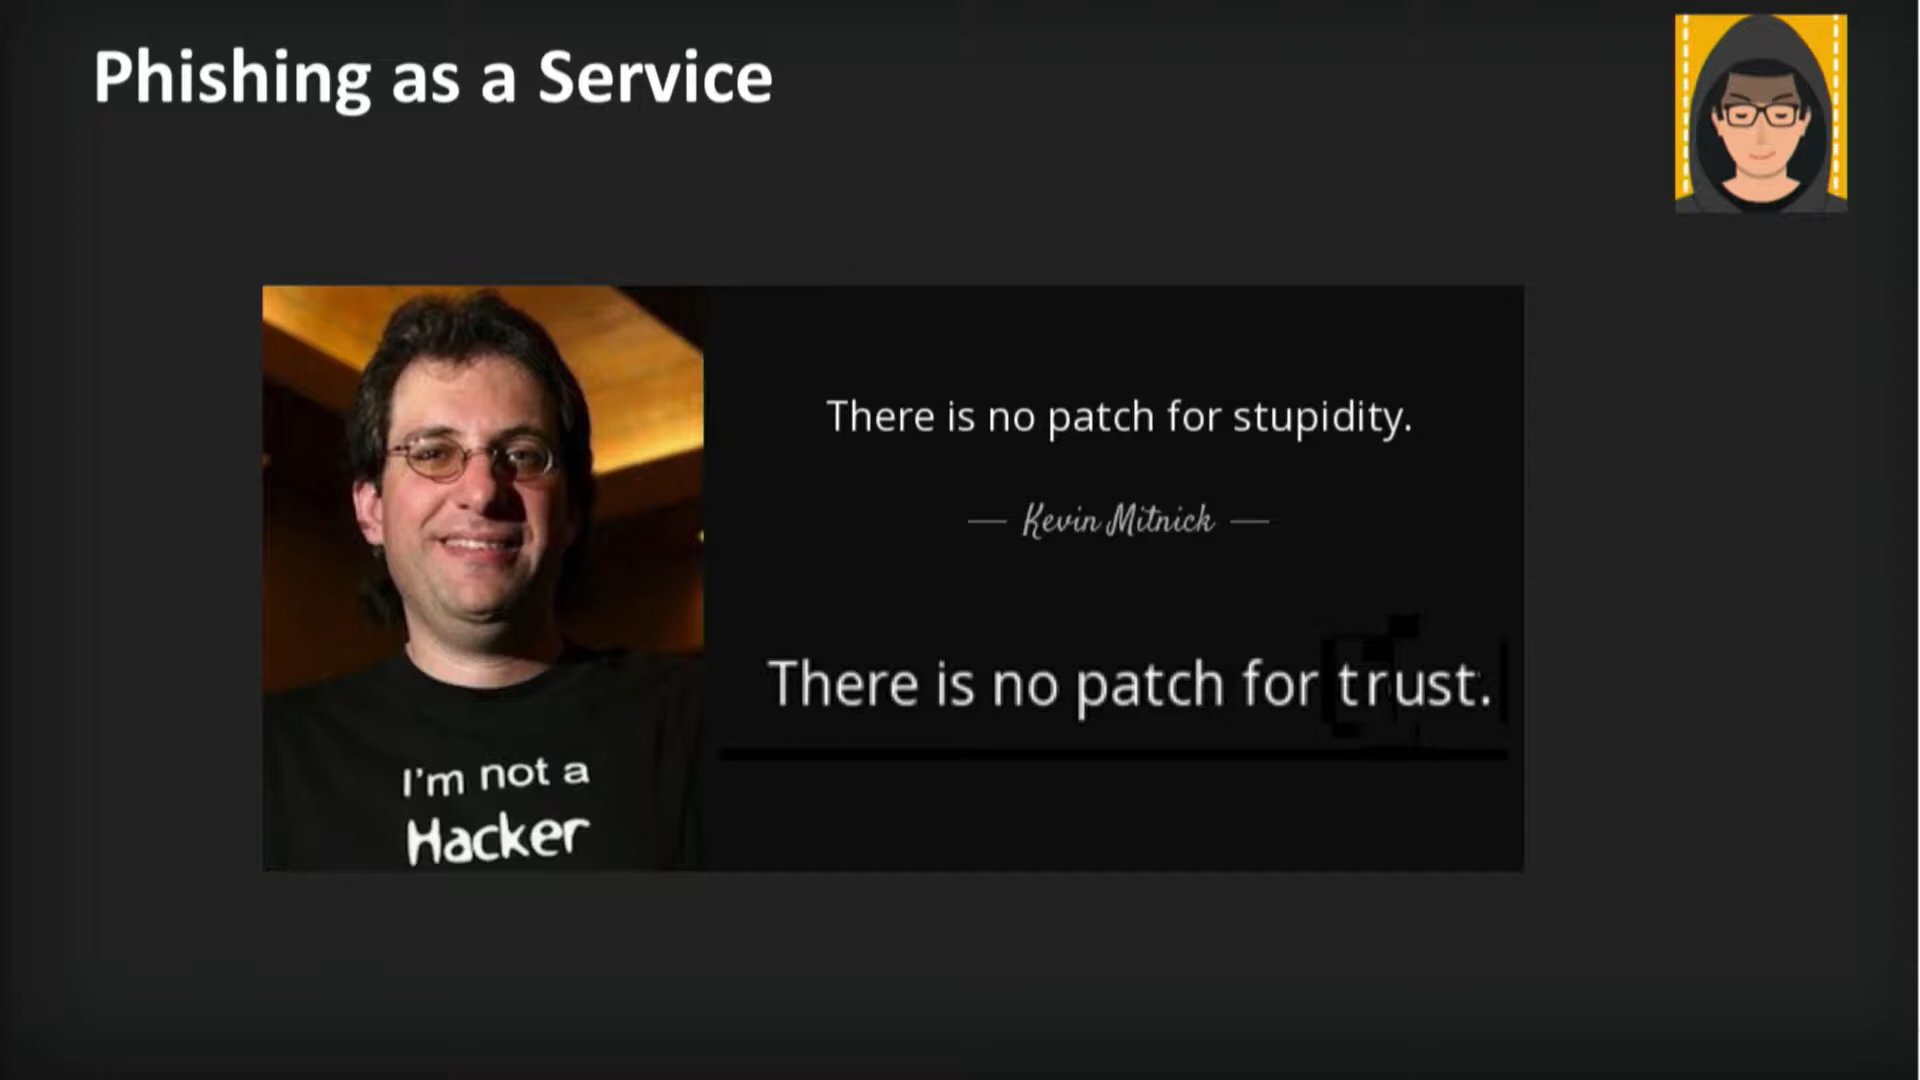 Phishing as a Service
There is no patch for stupidity.
— Kevin Mitnick —
There is no patch for trust.
I'm not a
Hacker